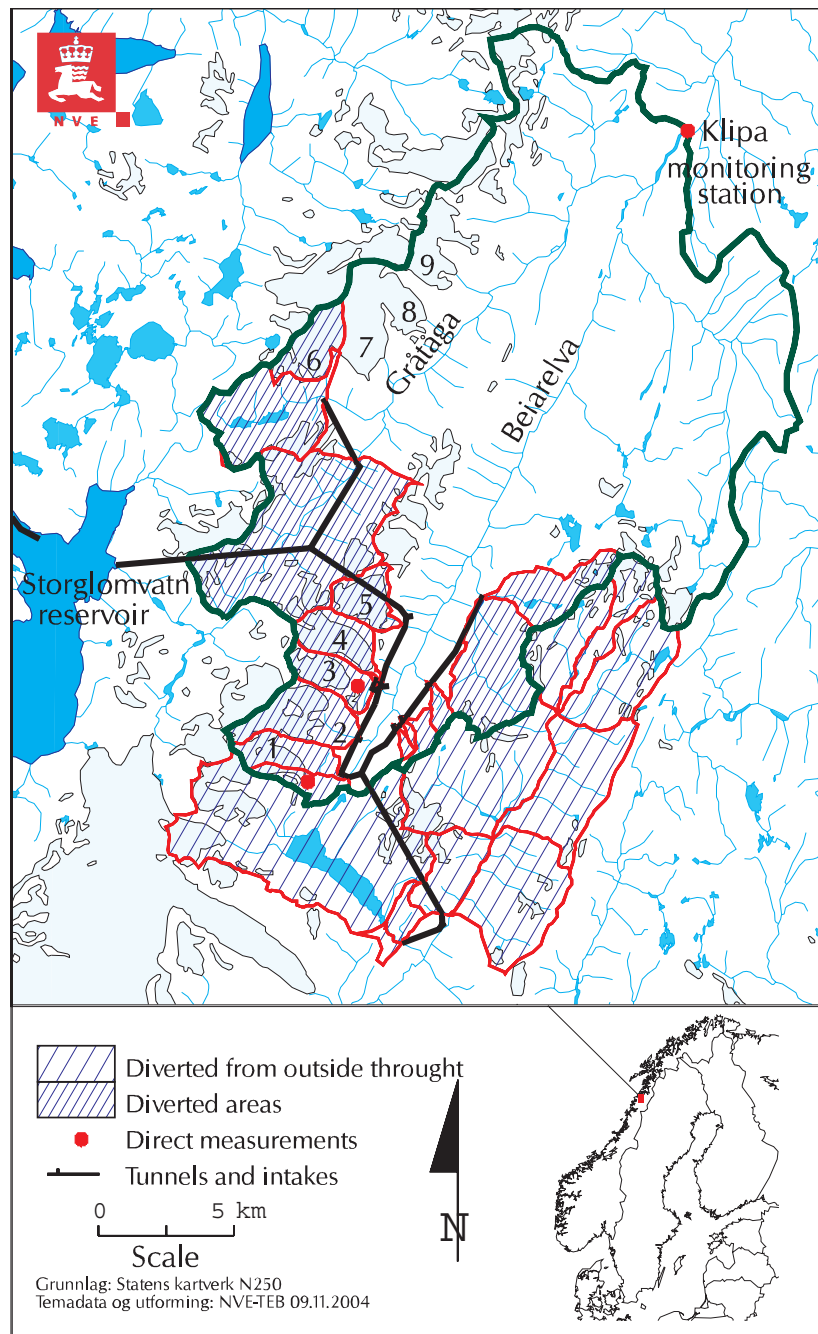 NVE
Klipa
monitoring
station
9
8
7
6
Gråtåga
Beiarelva
Storglomvatn
reservoir
5
4
3
2
1
Diverted from outside throught
Diverted areas
Direct measurements
Tunnels and intakes
0 5 km
Scale
N
Grunnlag: Statens kartverk N250
Temadata og utforming: NVE-TEB 09.11.2004